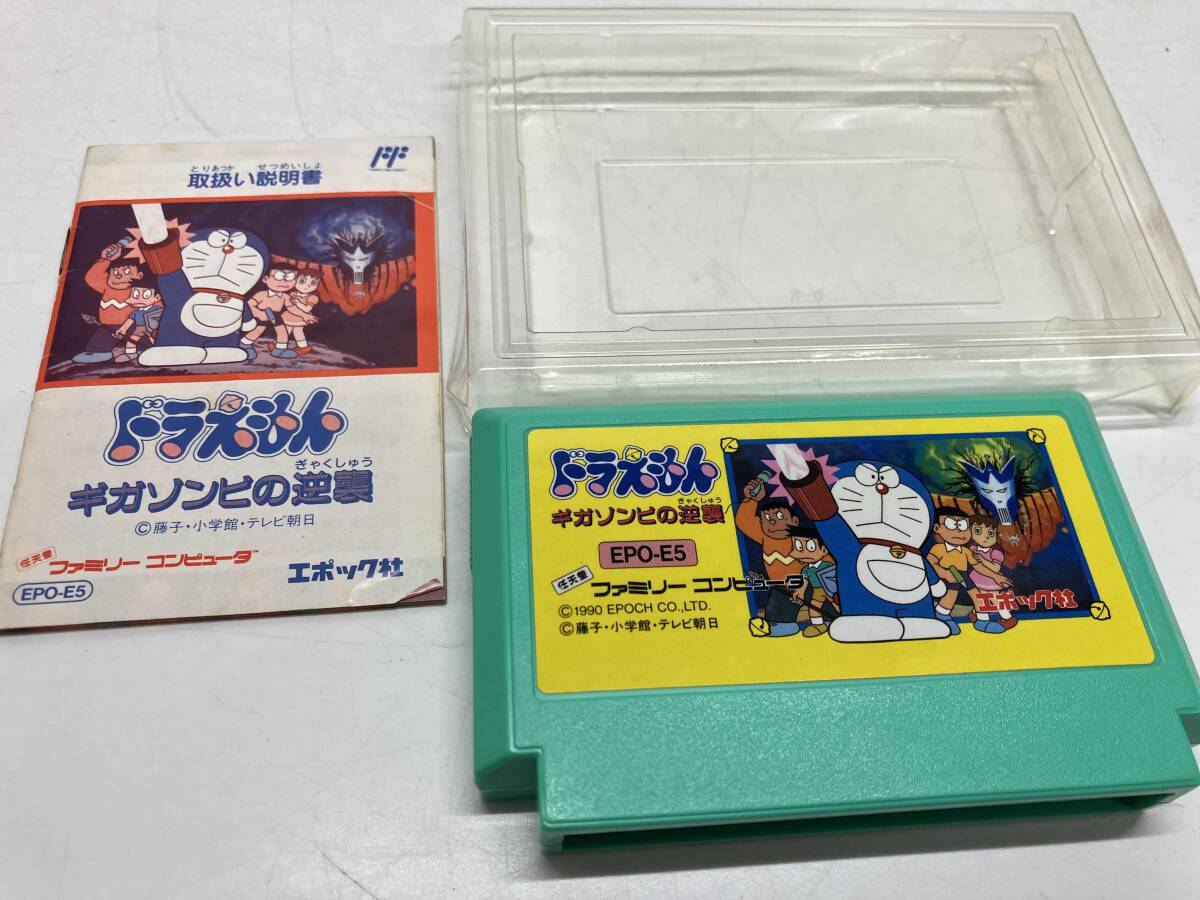 とりあつか せつめいしょ
取扱い説明書
ドラえもん
ぎゃくしゅう
ギガゾンビの逆襲
©藤子・小学館・テレビ朝日
任天堂 ファミリー コンピュータ™
エポック社
EPO-E5
ドラえもん
ぎゃくしゅう
ギガゾンビの逆襲
EPO-E5
任天堂 ファミリー コンピュータ
©1990 EPOCH CO.,LTD.
©藤子・小学館・テレビ朝日
エポック社